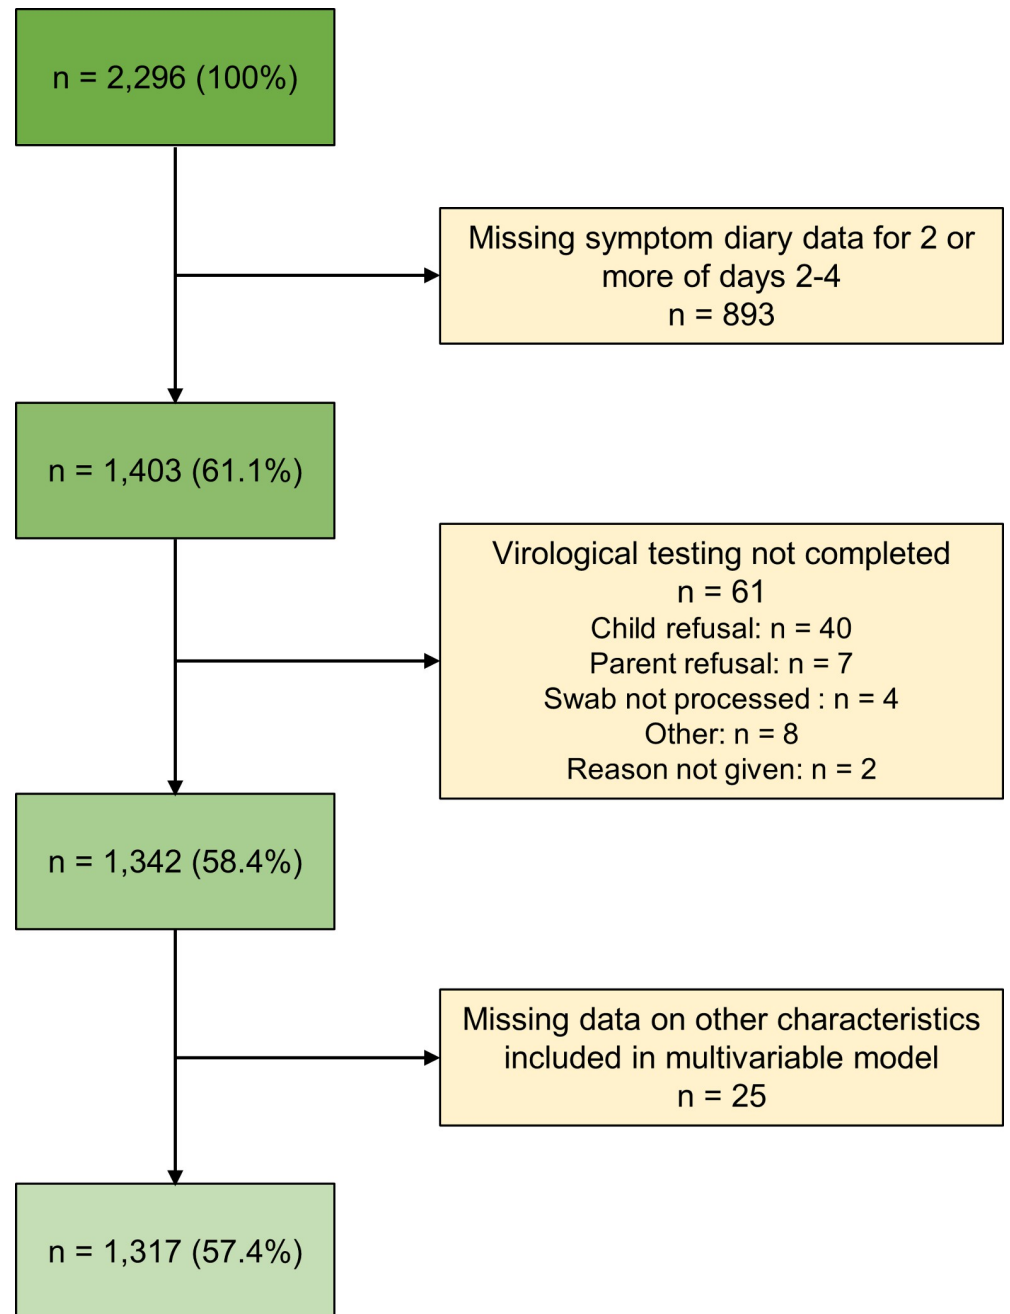 n = 2,296 (100%)
Missing symptom diary data for 2 or
more of days 2-4
n = 893
n = 1,403 (61.1%)
Virological testing not completed
n = 61
Child refusal: n = 40
Parent refusal: n = 7
Swab not processed : n = 4
Other: n = 8
Reason not given: n = 2
n = 1,342 (58.4%)
Missing data on other characteristics
included in multivariable model
n = 25
n = 1,317 (57.4%)